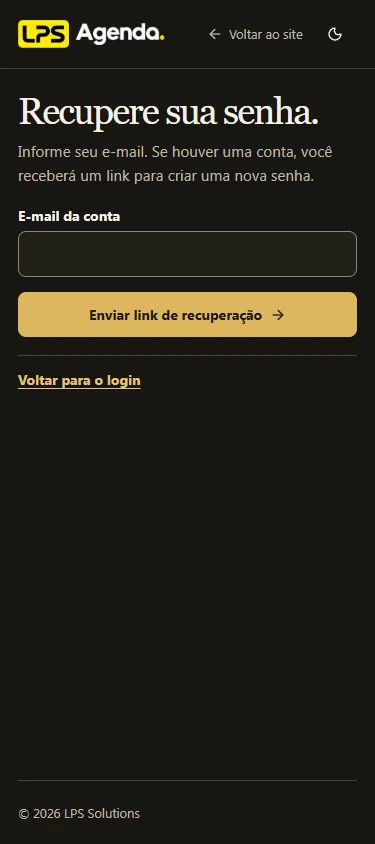 LPS Agenda.
Voltar ao site
Recupere sua senha.
Informe seu e-mail. Se houver uma conta, você
receberá um link para criar uma nova senha.
E-mail da conta
Enviar link de recuperação
Voltar para o login
© 2026 LPS Solutions